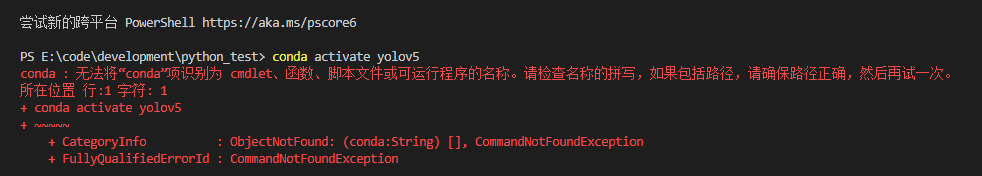 尝试新的跨平台 PowerShell https://aka.ms/pscore6
PS E:\code\development\python_test> conda activate yolov5
conda : 无法将“conda”项识别为 cmdlet、函数、脚本文件或可运行程序的名称。请检查名称的拼写，如果包括路径，请确保路径正确，然后再试一次。
所在位置 行:1 字符: 1
+ conda activate yolov5
+ ~~~~~
    + CategoryInfo          : ObjectNotFound: (conda:String) [], CommandNotFoundException
    + FullyQualifiedErrorId : CommandNotFoundException